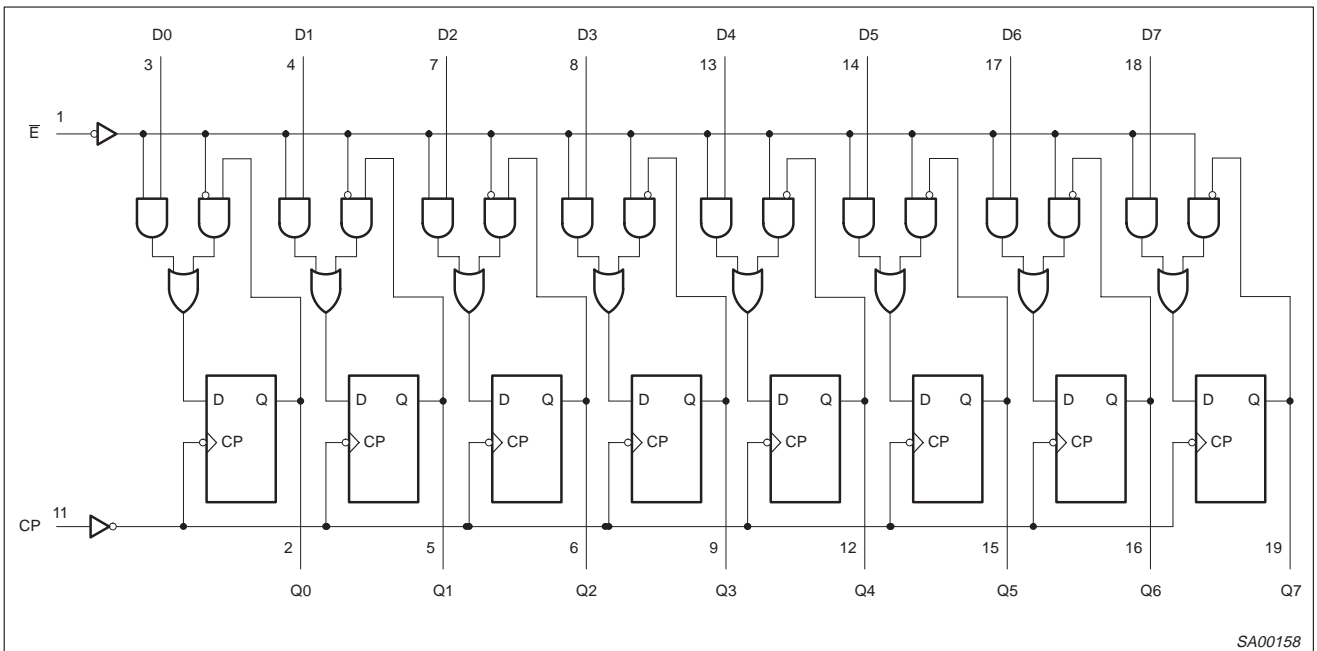 D0 D1 D2 D3 D4 D5 D6 D7
3 4 7 8 13 14 17 18
1
E̅
D Q D Q D Q D Q D Q D Q D Q D Q
CP CP CP CP CP CP CP CP
11
CP
2 5 6 9 12 15 16 19
Q0 Q1 Q2 Q3 Q4 Q5 Q6 Q7
SA00158